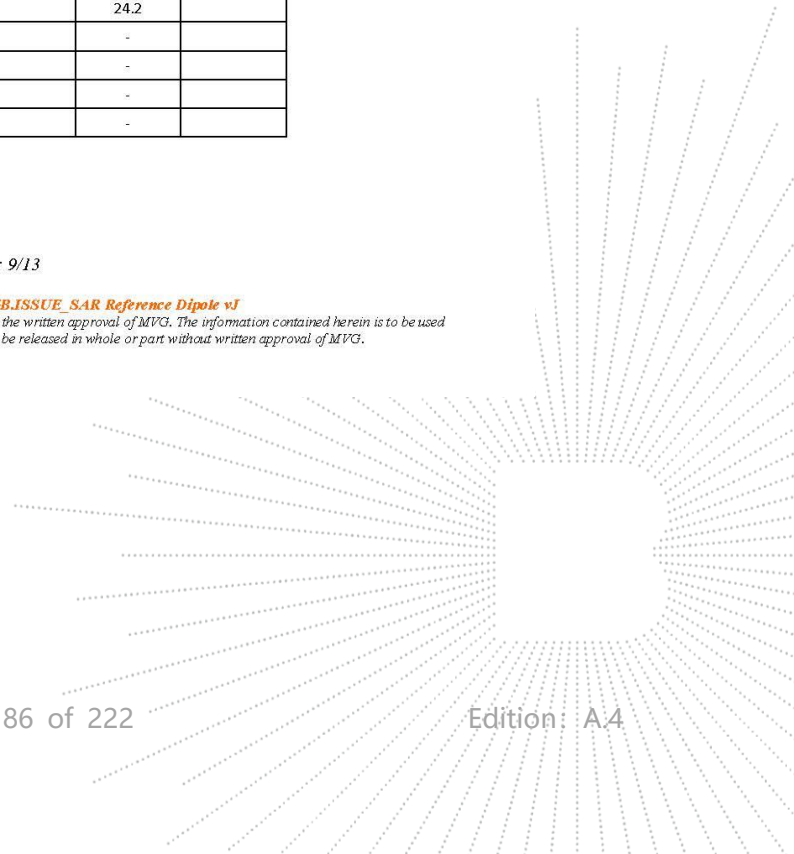 24.2
-
-
-
-
: 9/13
B.ISSUE_SAR Reference Dipole vJ
the written approval of MVG. The information contained herein is to be used
be released in whole or part without written approval of MVG.
86 of 222 Edition: A.4